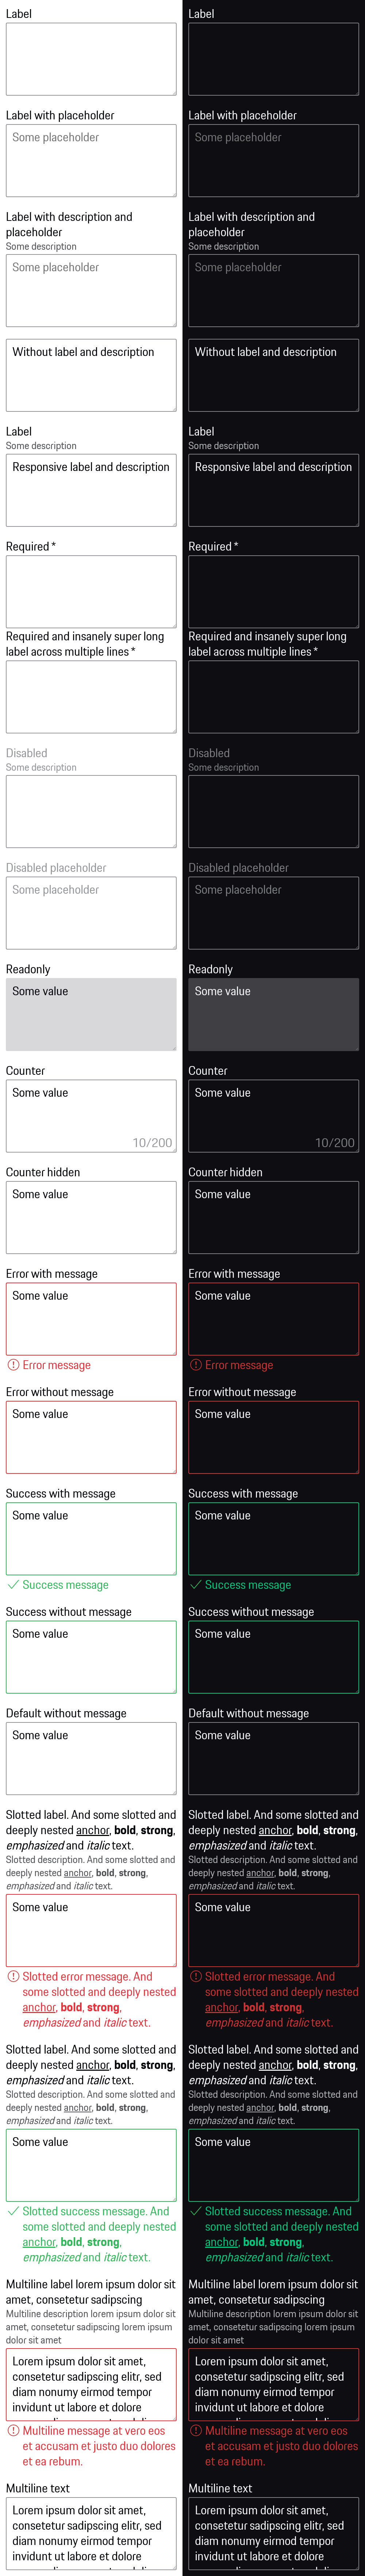 Label
Label with placeholder
Some placeholder
Label with description and
placeholder
Some description
Some placeholder
Without label and description
Label
Some description
Responsive label and description
Required *
Required and insanely super long
label across multiple lines *
Disabled
Some description
Disabled placeholder
Some placeholder
Readonly
Some value
Counter
Some value
10/200
Counter hidden
Some value
Error with message
Some value
Error message
Error without message
Some value
Success with message
Some value
Success message
Success without message
Some value
Default without message
Some value
Slotted label. And some slotted and
deeply nested anchor, bold, strong,
emphasized and italic text.
Slotted description. And some slotted and
deeply nested anchor, bold, strong,
emphasized and italic text.
Some value
Slotted error message. And
some slotted and deeply nested
anchor, bold, strong,
emphasized and italic text.
Slotted label. And some slotted and
deeply nested anchor, bold, strong,
emphasized and italic text.
Slotted description. And some slotted and
deeply nested anchor, bold, strong,
emphasized and italic text.
Some value
Slotted success message. And
some slotted and deeply nested
anchor, bold, strong,
emphasized and italic text.
Multiline label lorem ipsum dolor sit
amet, consetetur sadipscing
Multiline description lorem ipsum dolor sit
amet, consetetur sadipscing lorem ipsum
dolor sit amet
Lorem ipsum dolor sit amet,
consetetur sadipscing elitr, sed
diam nonumy eirmod tempor
invidunt ut labore et dolore
Multiline message at vero eos
et accusam et justo duo dolores
et ea rebum.
Multiline text
Lorem ipsum dolor sit amet,
consetetur sadipscing elitr, sed
diam nonumy eirmod tempor
invidunt ut labore et dolore
Label
Label with placeholder
Some placeholder
Label with description and
placeholder
Some description
Some placeholder
Without label and description
Label
Some description
Responsive label and description
Required *
Required and insanely super long
label across multiple lines *
Disabled
Some description
Disabled placeholder
Some placeholder
Readonly
Some value
Counter
Some value
10/200
Counter hidden
Some value
Error with message
Some value
Error message
Error without message
Some value
Success with message
Some value
Success message
Success without message
Some value
Default without message
Some value
Slotted label. And some slotted and
deeply nested anchor, bold, strong,
emphasized and italic text.
Slotted description. And some slotted and
deeply nested anchor, bold, strong,
emphasized and italic text.
Some value
Slotted error message. And
some slotted and deeply nested
anchor, bold, strong,
emphasized and italic text.
Slotted label. And some slotted and
deeply nested anchor, bold, strong,
emphasized and italic text.
Slotted description. And some slotted and
deeply nested anchor, bold, strong,
emphasized and italic text.
Some value
Slotted success message. And
some slotted and deeply nested
anchor, bold, strong,
emphasized and italic text.
Multiline label lorem ipsum dolor sit
amet, consetetur sadipscing
Multiline description lorem ipsum dolor sit
amet, consetetur sadipscing lorem ipsum
dolor sit amet
Lorem ipsum dolor sit amet,
consetetur sadipscing elitr, sed
diam nonumy eirmod tempor
invidunt ut labore et dolore
Multiline message at vero eos
et accusam et justo duo dolores
et ea rebum.
Multiline text
Lorem ipsum dolor sit amet,
consetetur sadipscing elitr, sed
diam nonumy eirmod tempor
invidunt ut labore et dolore